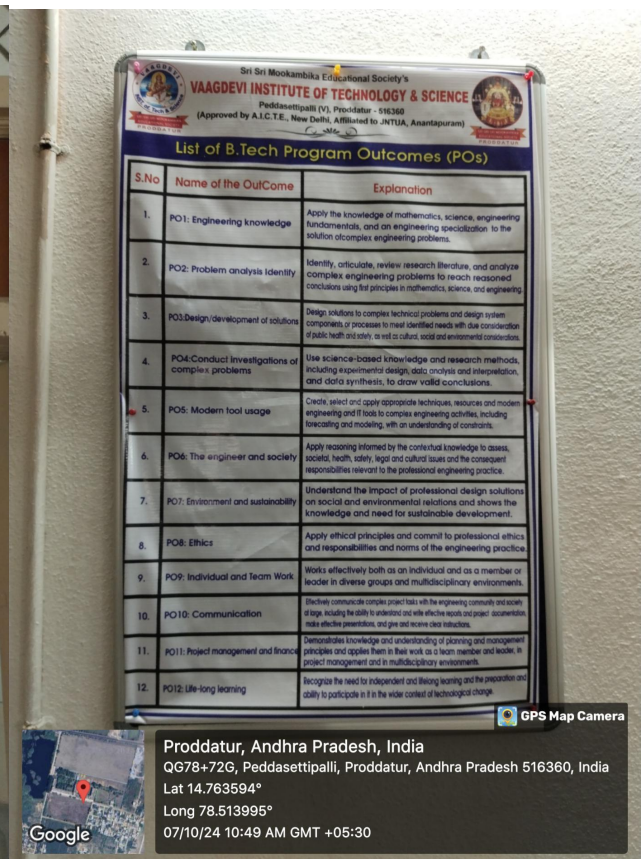 Sri Sri Mookambika Educational Society's
VAAGDEVI INSTITUTE OF TECHNOLOGY & SCIENCE
Peddasettipalli (V), Proddatur - 516360
(Approved by A.I.C.T.E., New Delhi, Affiliated to JNTUA, Anantapuram)
VAAGDEVI
PRODDATUR
PRODDATUR
List of B.Tech Program Outcomes (POs)
S.No Name of the OutCome Explanation
1. PO1: Engineering knowledge
Apply the knowledge of mathematics, science, engineering
fundamentals, and an engineering specialization to the
solution ofcomplex engineering problems.
2. PO2: Problem analysis Identify
Identify, articulate, review research literature, and analyze
complex engineering problems to reach reasoned
conclusions using first principles in mathematics, science, and engineering.
3. PO3:Design/development of solutions
Design solutions to complex technical problems and design system
components or processes to meet identified needs with due consideration
of public health and safety, as well as cultural, social and environmental considerations.
4. PO4:Conduct investigations of
complex problems
Use science-based knowledge and research methods,
including experimental design, data analysis and interpretation,
and data synthesis, to draw valid conclusions.
5. PO5: Modern tool usage
Create, select and apply appropriate techniques, resources and modern
engineering and IT tools to complex engineering activities, including
forecasting and modeling, with an understanding of constraints.
6. PO6: The engineer and society
Apply reasoning informed by the contextual knowledge to assess,
societal, health, safety, legal and cultural issues and the consequent
responsibilities relevant to the professional engineering practice.
7. PO7: Environment and sustainability
Understand the impact of professional design solutions
on social and environmental relations and shows the
knowledge and need for sustainable development.
8. PO8: Ethics
Apply ethical principles and commit to professional ethics
and responsibilities and norms of the engineering practice.
9. PO9: Individual and Team Work
Works effectively both as an individual and as a member or
leader in diverse groups and multidisciplinary environments.
10. PO10: Communication
Effectively communicate complex project tasks with the engineering community and society
at large, including the ability to understand and write effective reports and project documentation,
make effective presentations, and give and receive clear instructions.
11. PO11: Project management and finance
Demonstrates knowledge and understanding of planning and management
principles and applies them in their work as a team member and leader, in
project management and in multidisciplinary environments.
12. PO12: Life-long learning
Recognize the need for independent and lifelong learning and the preparation and
ability to participate in it in the wider context of technological change.
GPS Map Camera
Proddatur, Andhra Pradesh, India
QG78+72G, Peddasettipalli, Proddatur, Andhra Pradesh 516360, India
Lat 14.763594°
Long 78.513995°
07/10/24 10:49 AM GMT +05:30
Google